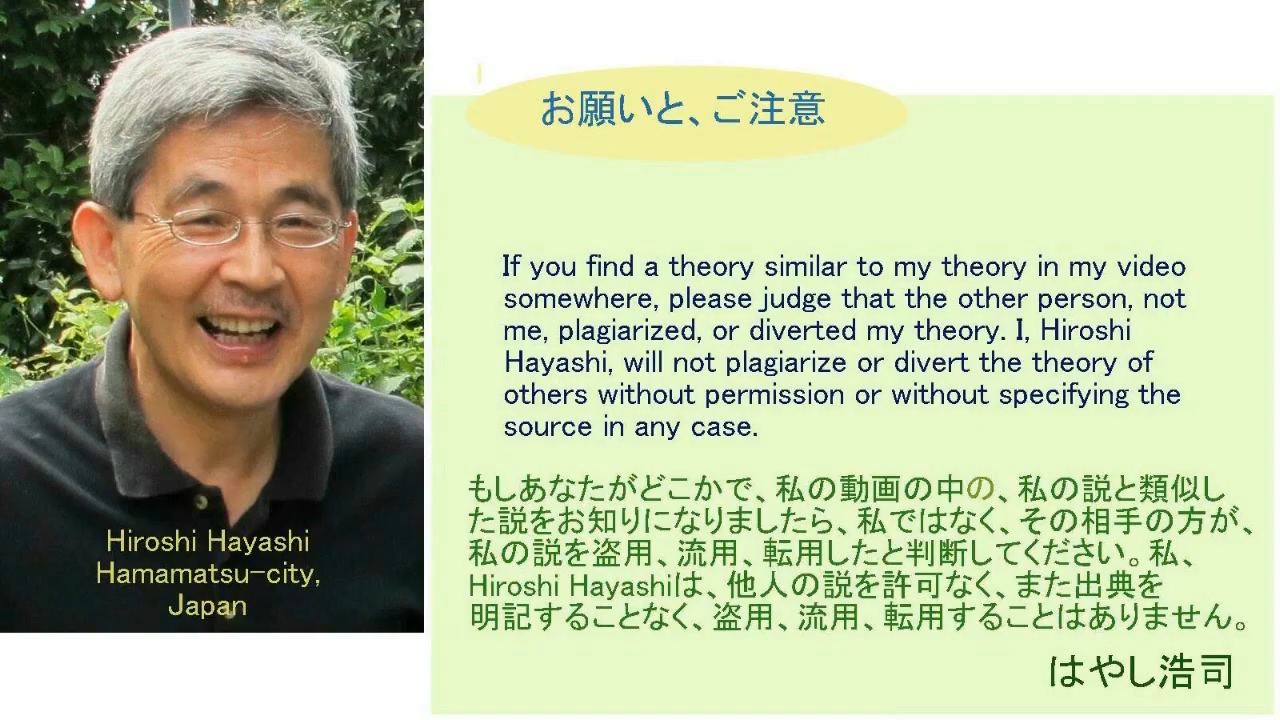 お願いと、ご注意
If you find a theory similar to my theory in my video
somewhere, please judge that the other person, not
me, plagiarized, or diverted my theory. I, Hiroshi
Hayashi, will not plagiarize or divert the theory of
others without permission or without specifying the
source in any case.
もしあなたがどこかで、私の動画の中の、私の説と類似し
た説をお知りになりましたら、私ではなく、その相手の方が、
私の説を盗用、流用、転用したと判断してください。私、
Hiroshi Hayashiは、他人の説を許可なく、また出典を
明記することなく、盗用、流用、転用することはありません。
はやし浩司
Hiroshi Hayashi
Hamamatsu-city,
Japan